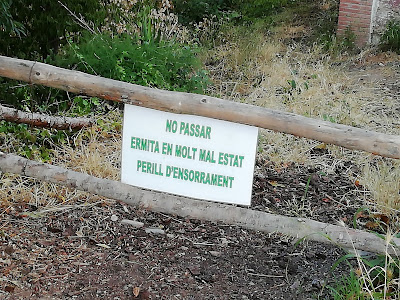 NO PASSAR
ERMITA EN MOLT MAL ESTAT
PERILL D'ENSORRAMENT